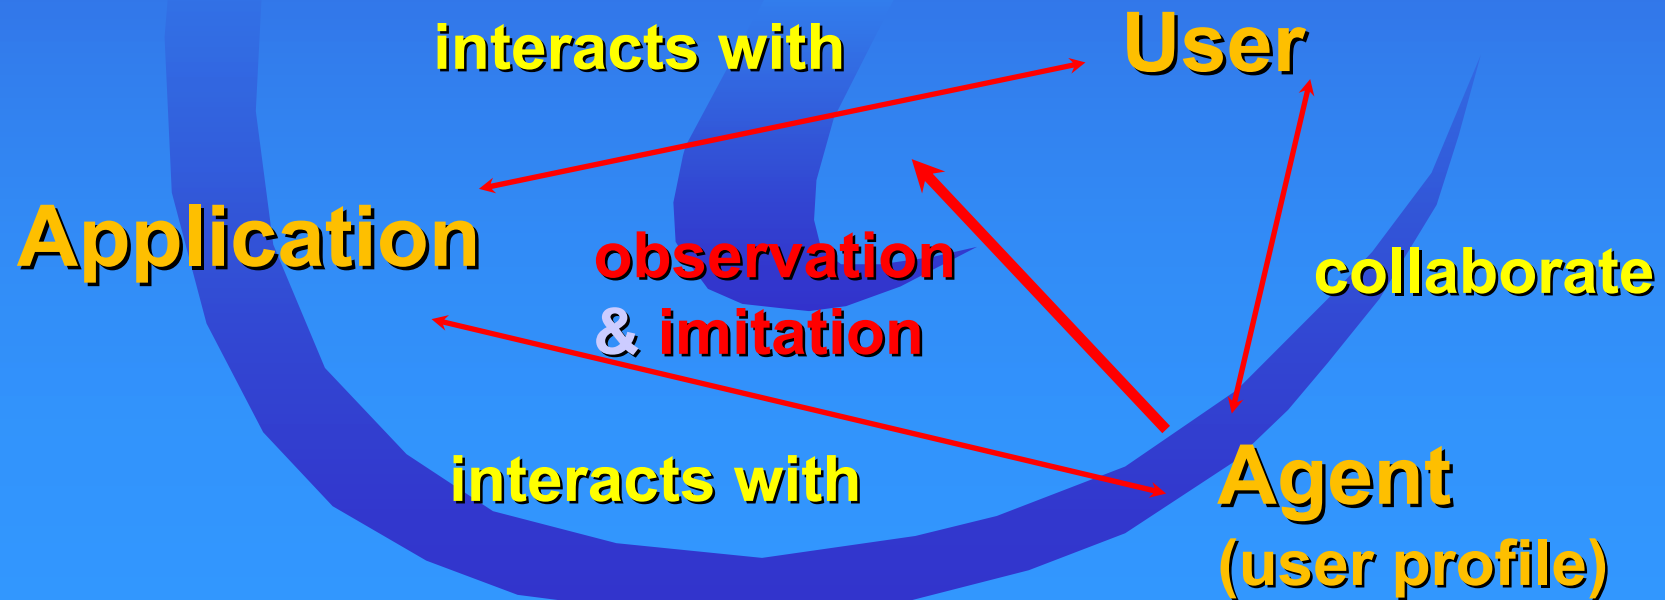 interacts with
User
Application
observation
& imitation
collaborate
interacts with
Agent
(user profile)